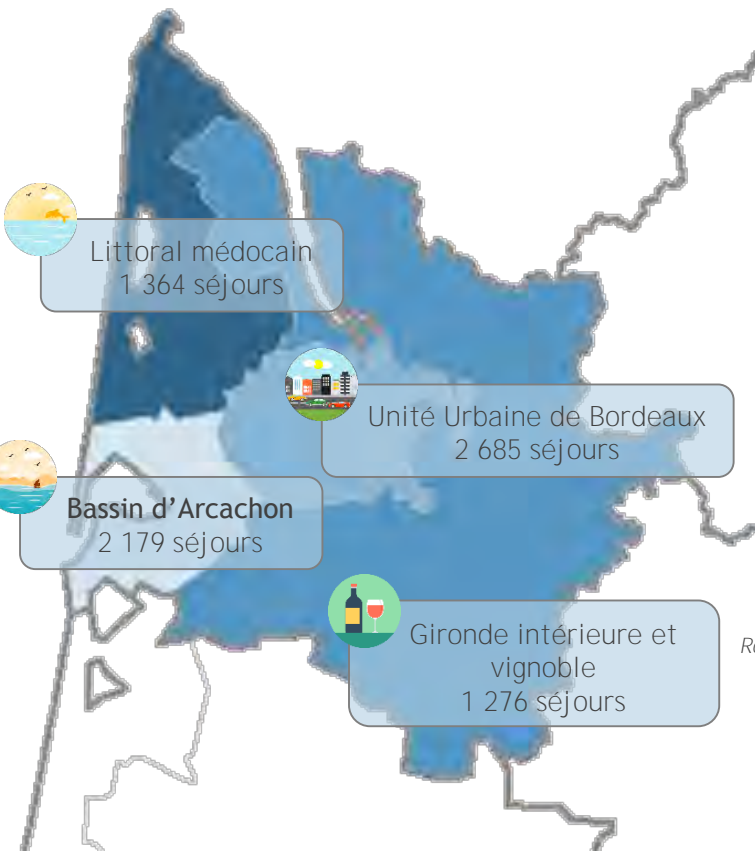 Littoral médocain
1 364 séjours
Unité Urbaine de Bordeaux
2 685 séjours
Bassin d’Arcachon
2 179 séjours
Gironde intérieure et
vignoble
1 276 séjours